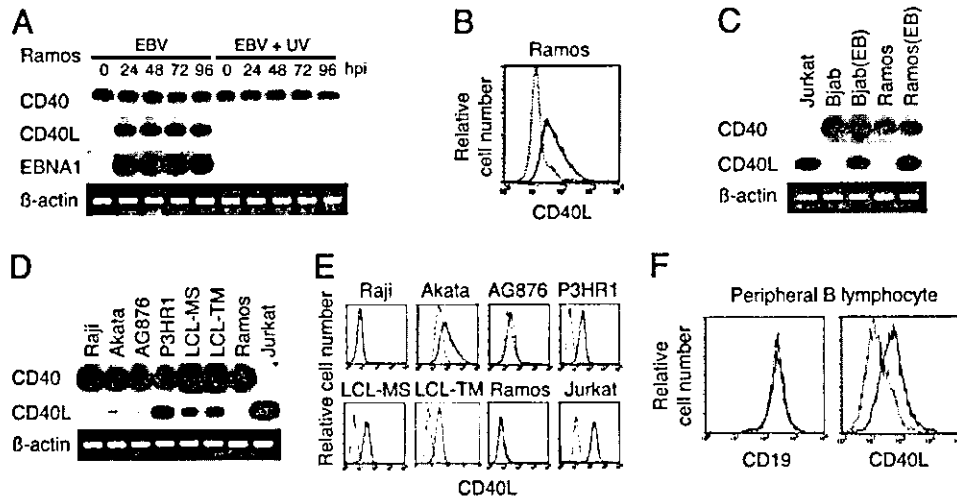 A
Ramos
EBV
EBV + UV
0 24 48 72 96 0 24 48 72 96 hpi
CD40
CD40L
EBNA1
ß-actin
B
Ramos
Relative
cell number
CD40L
C
Jurkat
Bjab
Bjab(EB)
Ramos
Ramos(EB)
CD40
CD40L
ß-actin
D
Raji
Akata
AG876
P3HR1
LCL-MS
LCL-TM
Ramos
Jurkat
CD40
CD40L
ß-actin
E
Raji Akata AG876 P3HR1
LCL-MS LCL-TM Ramos Jurkat
Relative cell number
CD40L
F
Peripheral B lymphocyte
Relative
cell number
CD19 CD40L